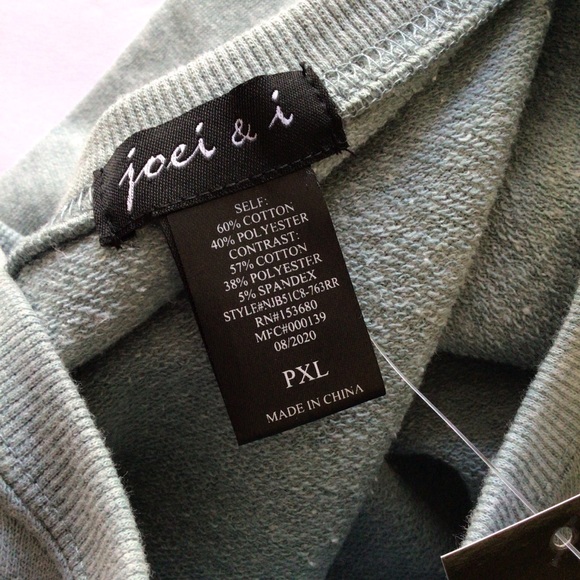 joei & i
SELF:
60% COTTON
40% POLYESTER
CONTRAST:
57% COTTON
38% POLYESTER
5% SPANDEX
STYLE#NJB51C8-763RR
RN#153680
MFC#000139
08/2020
PXL
MADE IN CHINA